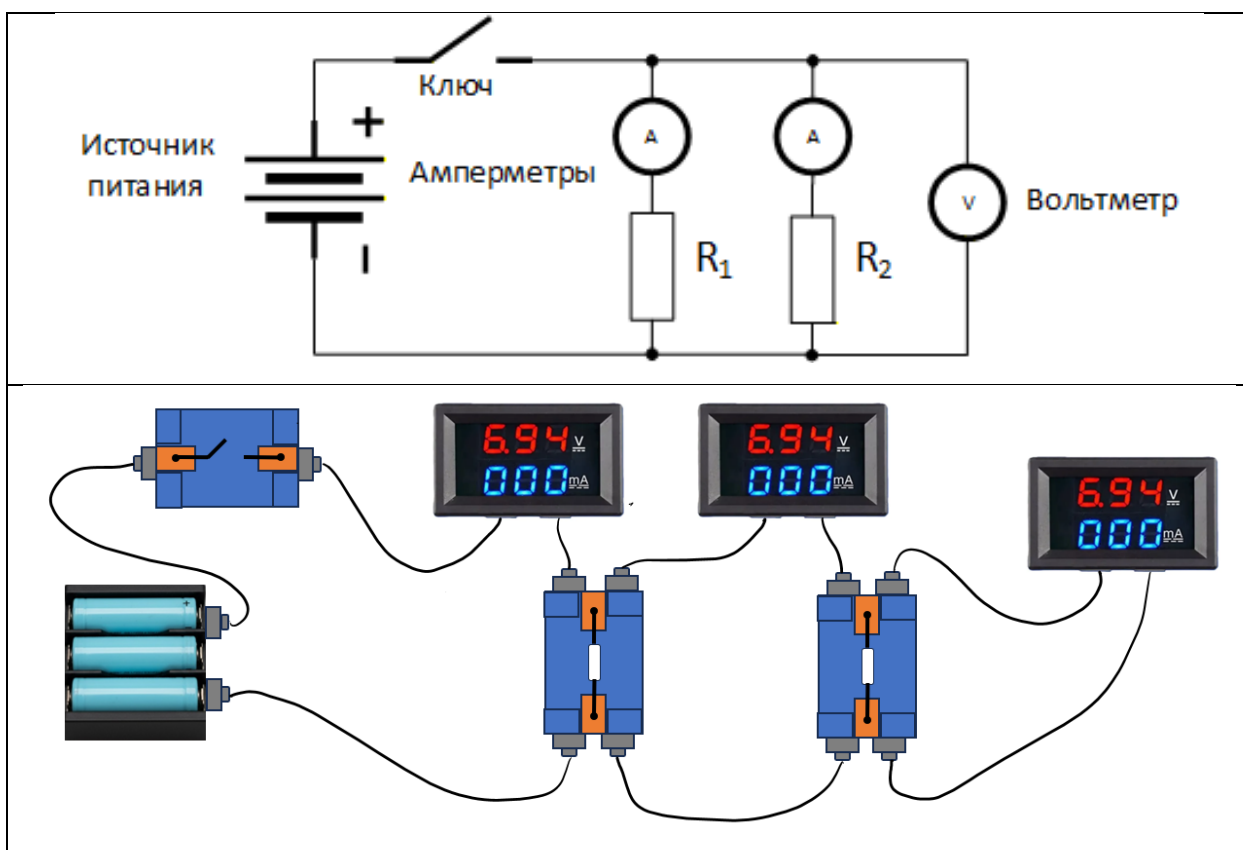 Ключ
+
Источник
питания
Амперметры
A
A
V
Вольтметр
R₁
R₂
6.94 V
000 mA
6.94 V
000 mA
6.94 V
000 mA
+